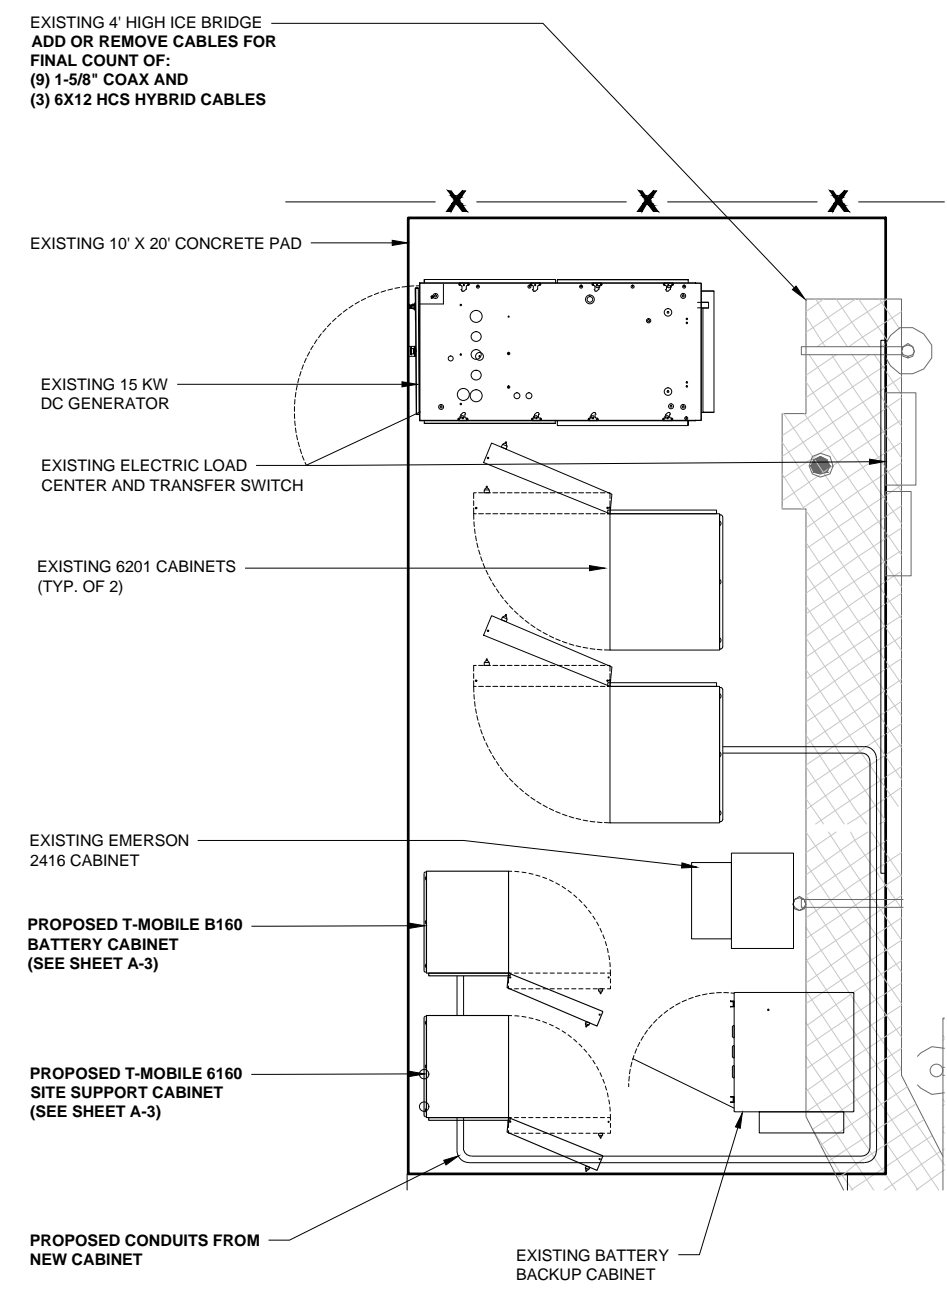 EXISTING 4' HIGH ICE BRIDGE
ADD OR REMOVE CABLES FOR
FINAL COUNT OF:
(9) 1-5/8" COAX AND
(3) 6X12 HCS HYBRID CABLES
X X X
EXISTING 10' X 20' CONCRETE PAD
EXISTING 15 KW
DC GENERATOR
EXISTING ELECTRIC LOAD
CENTER AND TRANSFER SWITCH
EXISTING 6201 CABINETS
(TYP. OF 2)
EXISTING EMERSON
2416 CABINET
PROPOSED T-MOBILE B160
BATTERY CABINET
(SEE SHEET A-3)
PROPOSED T-MOBILE 6160
SITE SUPPORT CABINET
(SEE SHEET A-3)
PROPOSED CONDUITS FROM
NEW CABINET
EXISTING BATTERY
BACKUP CABINET